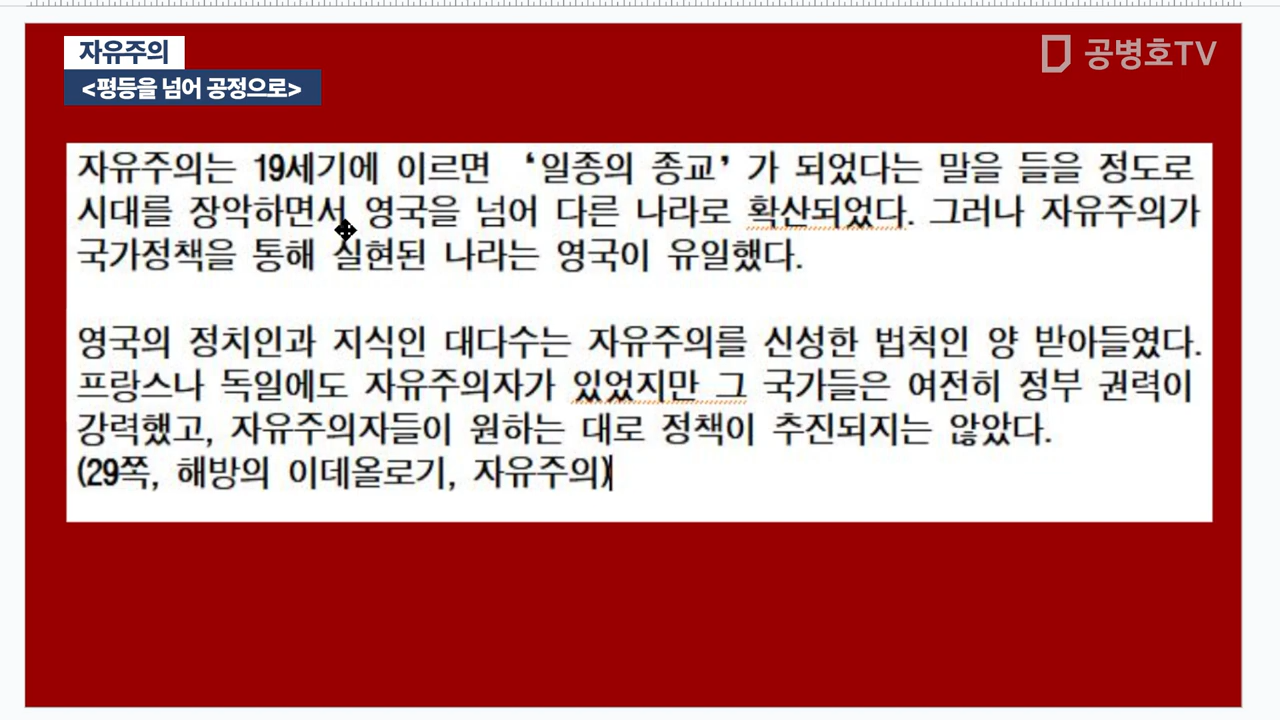 자유주의
<평등을 넘어 공정으로>
공병호TV
자유주의는 19세기에 이르면 ‘일종의 종교’가 되었다는 말을 들을 정도로
시대를 장악하면서 영국을 넘어 다른 나라로 확산되었다. 그러나 자유주의가
국가정책을 통해 실현된 나라는 영국이 유일했다.
영국의 정치인과 지식인 대다수는 자유주의를 신성한 법칙인 양 받아들였다.
프랑스나 독일에도 자유주의자가 있었지만 그 국가들은 여전히 정부 권력이
강력했고, 자유주의자들이 원하는 대로 정책이 추진되지는 않았다.
(29쪽, 해방의 이데올로기, 자유주의)